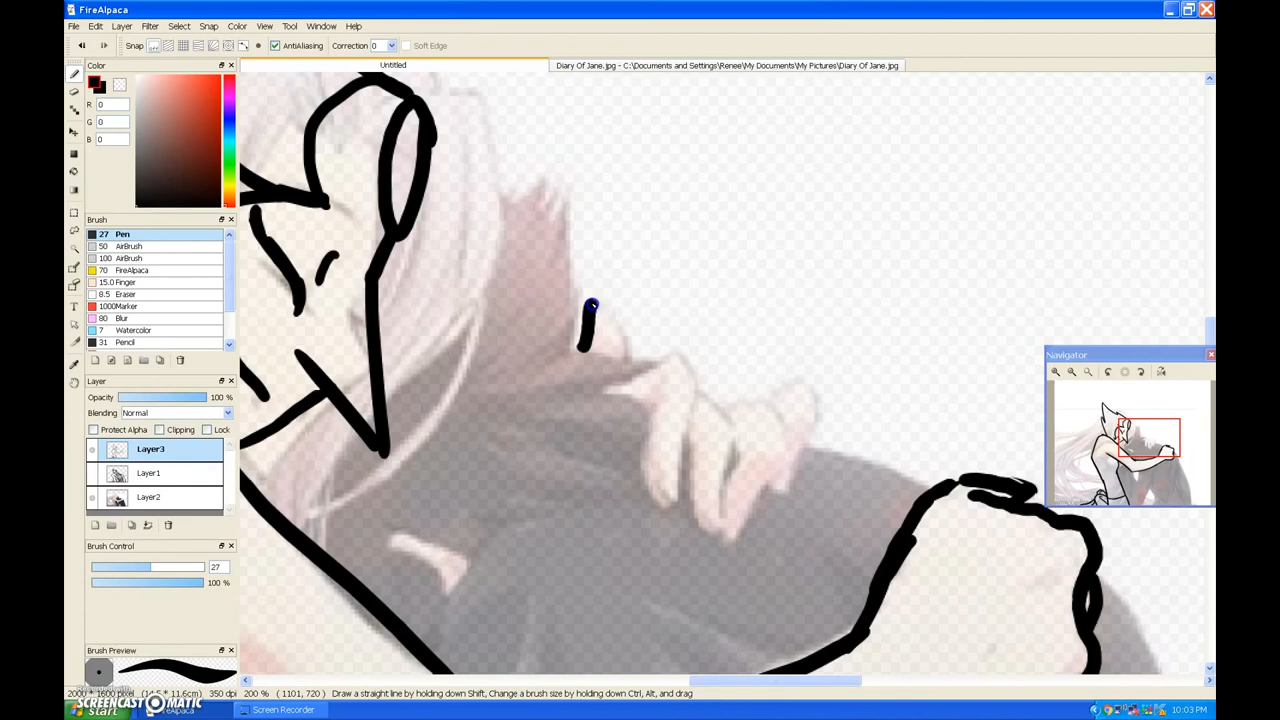 FireAlpaca
File Edit Layer Filter Select Snap Color View Tool Window Help
Snap AntiAliasing Correction 0 Soft Edge
Color
Untitled
Diary Of Jane.jpg - C:\Documents and Settings\Renee\My Documents\My Pictures\Diary Of Jane.jpg
R 0
G 0
B 0
Brush
27 Pen
50 AirBrush
100 AirBrush
70 FireAlpaca
15.0 Finger
8.5 Eraser
1000 Marker
80 Blur
7 Watercolor
31 Pencil
Layer
Opacity 100 %
Blending Normal
Protect Alpha Clipping Lock
Layer3
Layer1
Layer2
Brush Control
27
100 %
Brush Preview
Navigator
350 dpi 200 % ( 1101, 720 ) Draw a straight line by holding down Shift, Change a brush size by holding down Ctrl, Alt, and drag
SCREENCAST-O-MATIC
start
Screen Recorder
10:03 PM